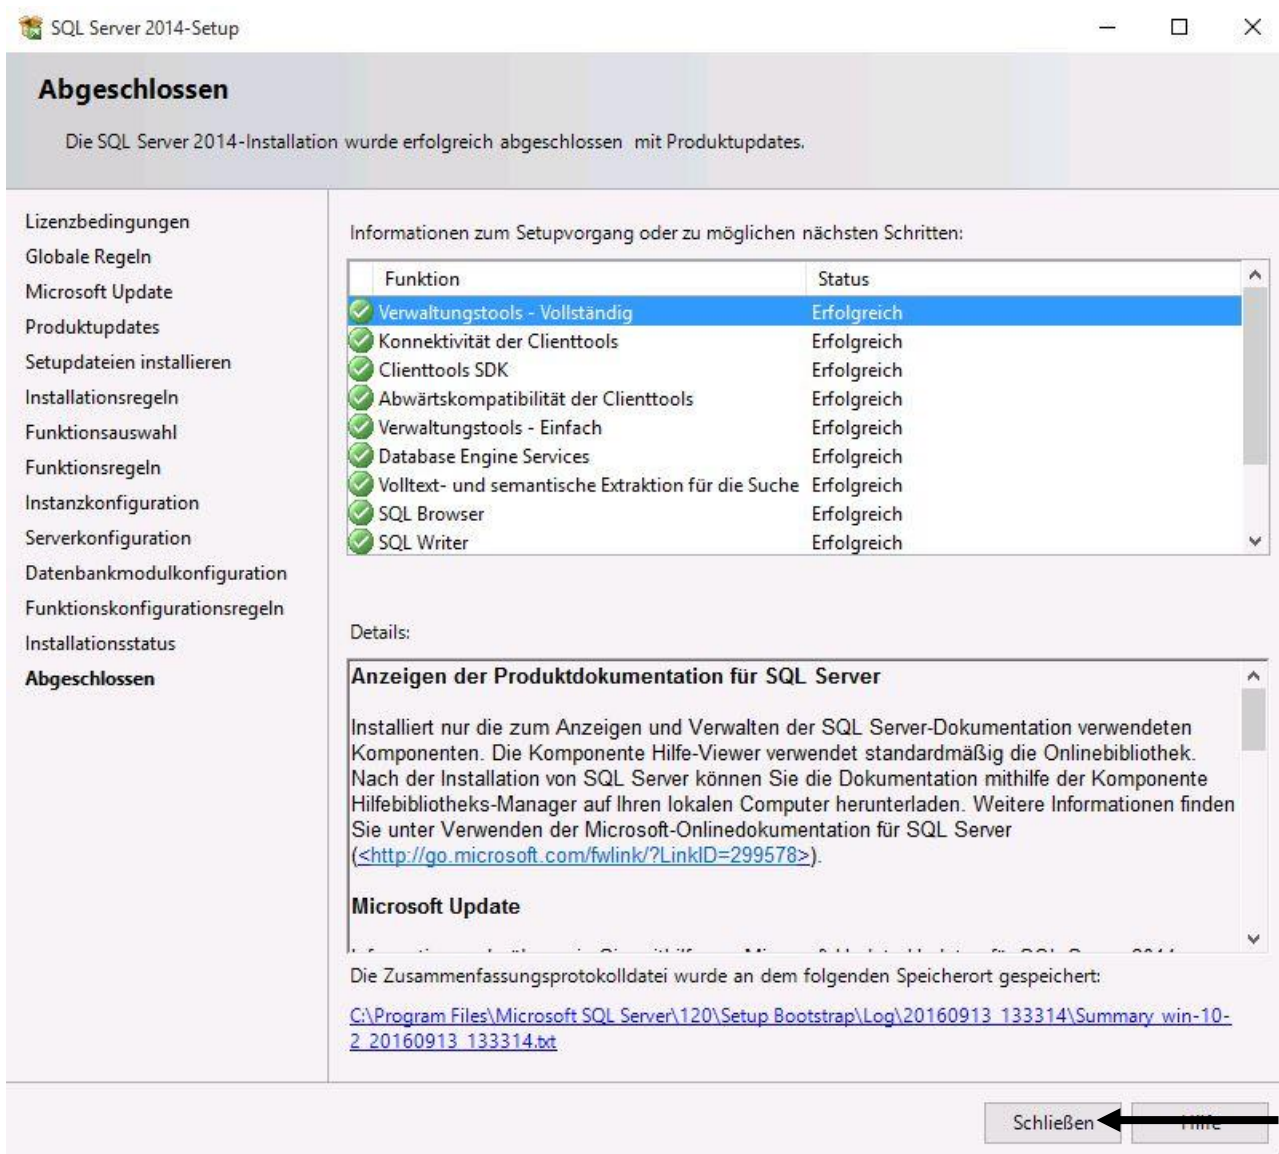 SQL Server 2014-Setup
Abgeschlossen
Die SQL Server 2014-Installation wurde erfolgreich abgeschlossen mit Produktupdates.
Lizenzbedingungen
Globale Regeln
Microsoft Update
Produktupdates
Setupdateien installieren
Installationsregeln
Funktionsauswahl
Funktionsregeln
Instanzkonfiguration
Serverkonfiguration
Datenbankmodulkonfiguration
Funktionskonfigurationsregeln
Installationsstatus
Abgeschlossen
Informationen zum Setupvorgang oder zu möglichen nächsten Schritten:
Funktion Status
Verwaltungstools - Vollständig Erfolgreich
Konnektivität der Clienttools Erfolgreich
Clienttools SDK Erfolgreich
Abwärtskompatibilität der Clienttools Erfolgreich
Verwaltungstools - Einfach Erfolgreich
Database Engine Services Erfolgreich
Volltext- und semantische Extraktion für die Suche Erfolgreich
SQL Browser Erfolgreich
SQL Writer Erfolgreich
Details:
Anzeigen der Produktdokumentation für SQL Server
Installiert nur die zum Anzeigen und Verwalten der SQL Server-Dokumentation verwendeten
Komponenten. Die Komponente Hilfe-Viewer verwendet standardmäßig die Onlinebibliothek.
Nach der Installation von SQL Server können Sie die Dokumentation mithilfe der Komponente
Hilfebibliotheks-Manager auf Ihren lokalen Computer herunterladen. Weitere Informationen finden
Sie unter Verwenden der Microsoft-Onlinedokumentation für SQL Server
(<http://go.microsoft.com/fwlink/?LinkID=299578>).
Microsoft Update
Die Zusammenfassungsprotokolldatei wurde an dem folgenden Speicherort gespeichert:
C:\Program Files\Microsoft SQL Server\120\Setup Bootstrap\Log\20160913_133314\Summary_win-10-
2_20160913_133314.txt
Schließen